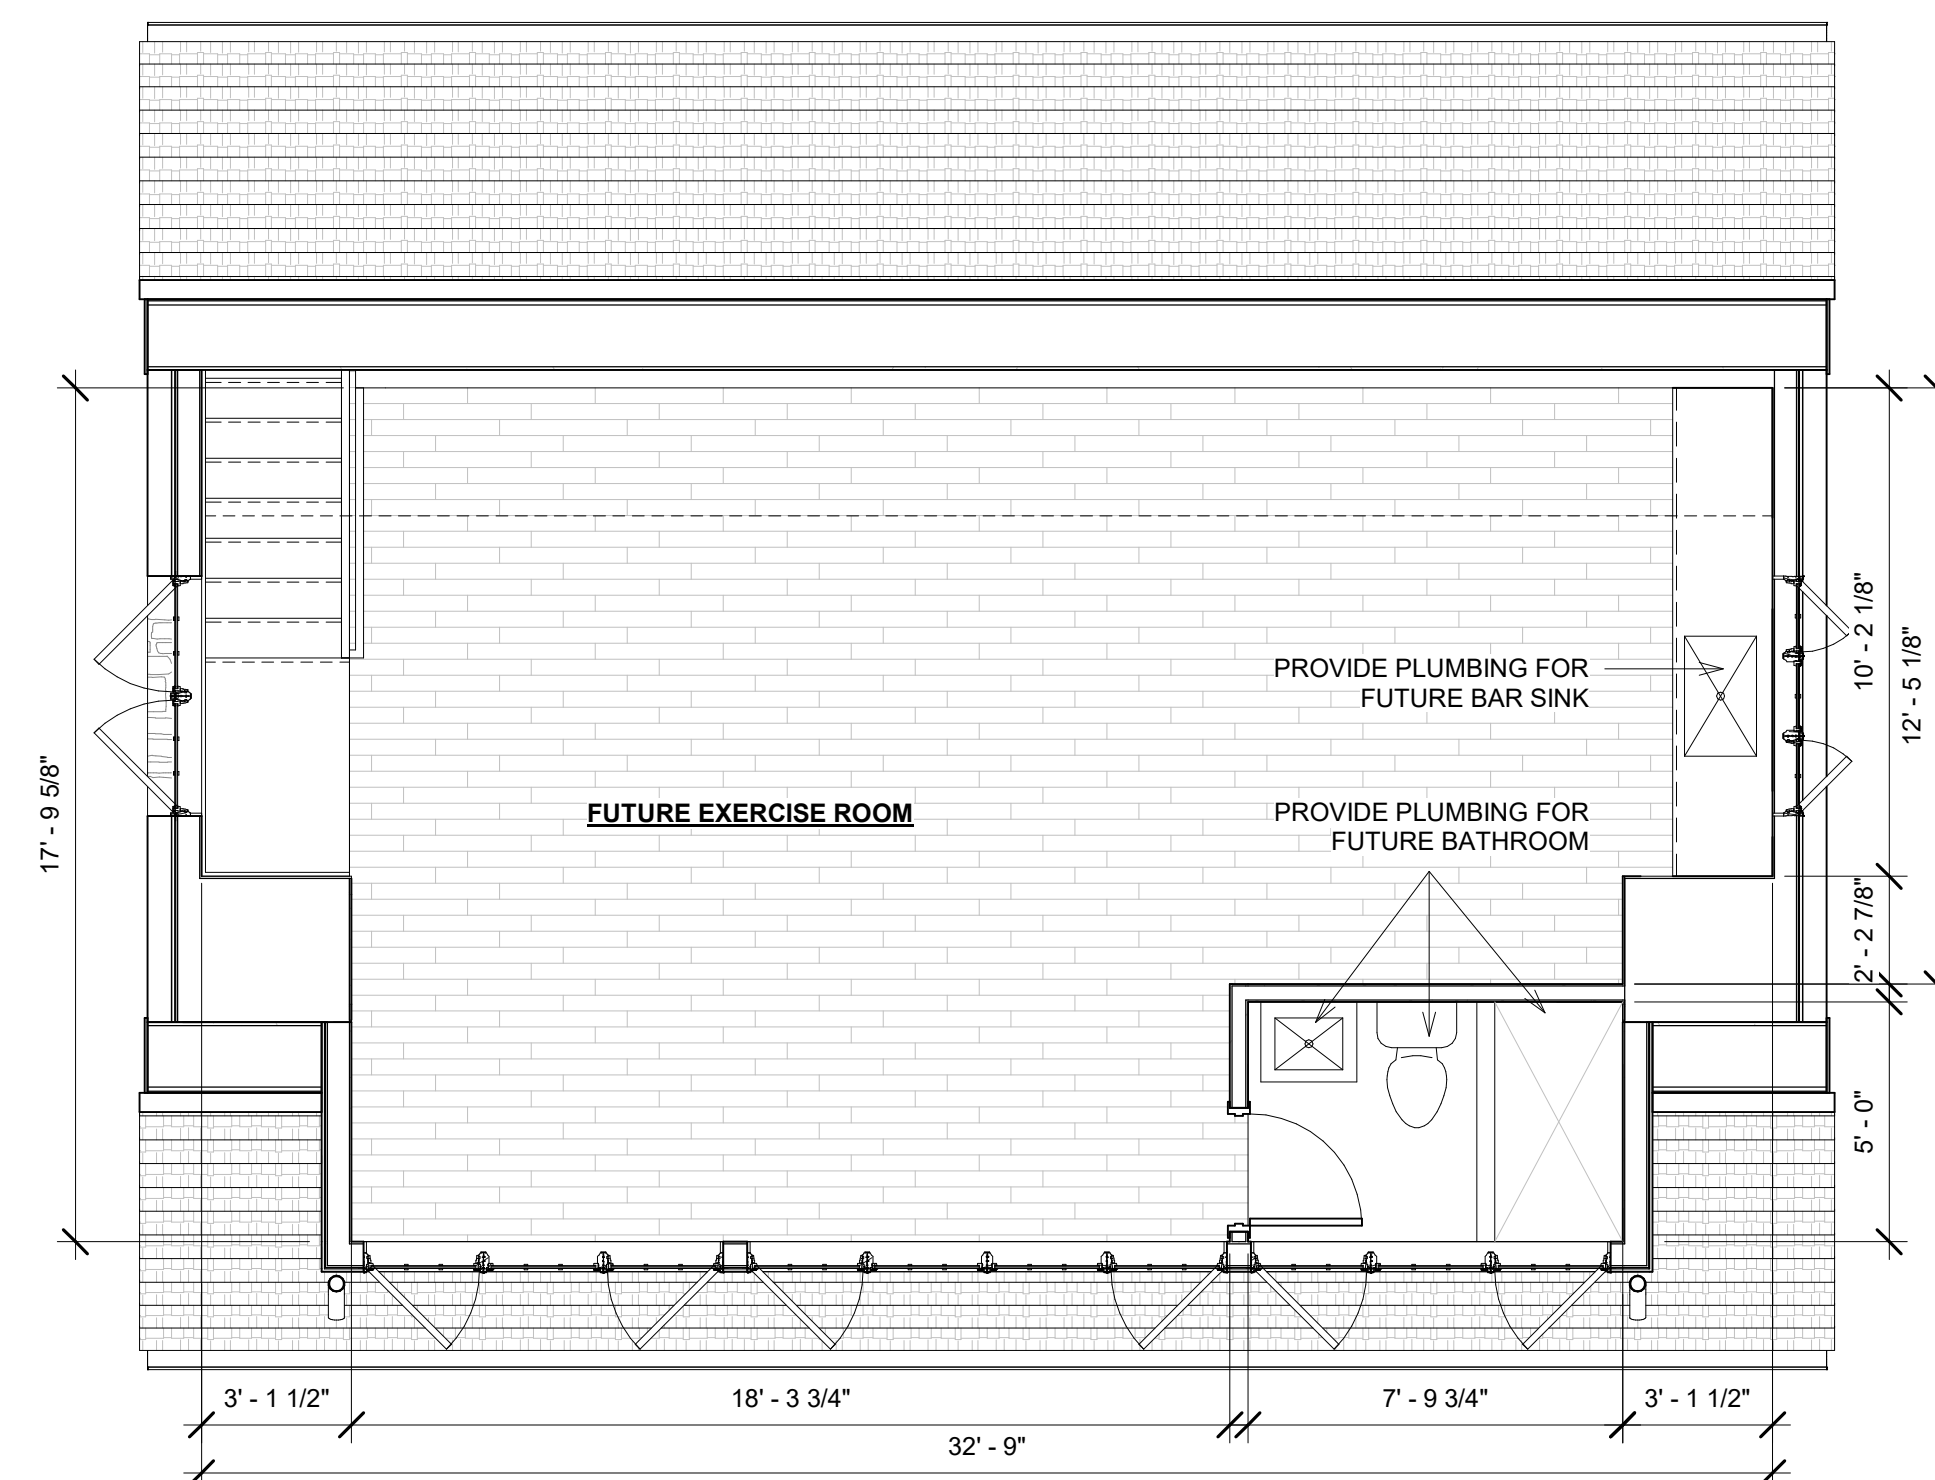 10' - 2 1/8"
12' - 5 1/8"
PROVIDE PLUMBING FOR
FUTURE BAR SINK
17' - 9 5/8"
FUTURE EXERCISE ROOM
PROVIDE PLUMBING FOR
FUTURE BATHROOM
2' - 2 7/8"
5' - 0"
3' - 1 1/2"
18' - 3 3/4"
7' - 9 3/4"
3' - 1 1/2"
32' - 9"